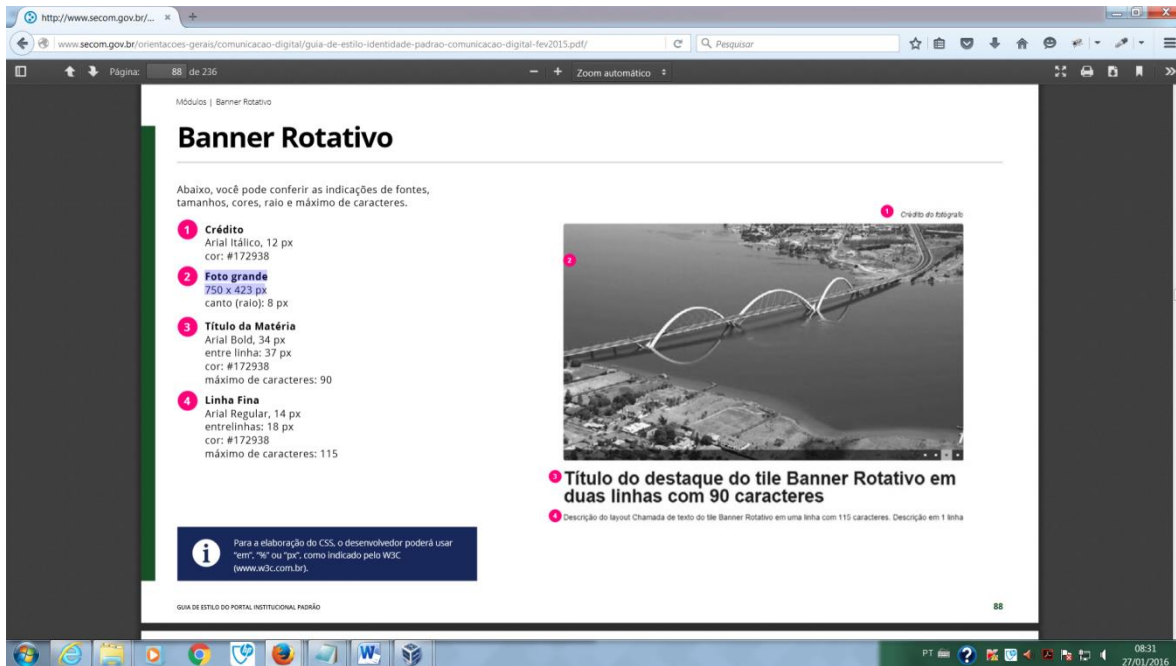 http://www.secom.gov.br/...
www.secom.gov.br/orientacoes-gerais/comunicacao-digital/guia-de-estilo-identidade-padrao-comunicacao-digital-fev2015.pdf/
Pesquisar
Página: 88 de 236
Zoom automático
Módulos | Banner Rotativo
Banner Rotativo
Abaixo, você pode conferir as indicações de fontes,
tamanhos, cores, raio e máximo de caracteres.
1 Crédito
Arial Itálico, 12 px
cor: #172938
2 Foto grande
750 x 423 px
canto (raio): 8 px
3 Título da Matéria
Arial Bold, 34 px
entre linha: 37 px
cor: #172938
máximo de caracteres: 90
4 Linha Fina
Arial Regular, 14 px
entrelinhas: 18 px
cor: #172938
máximo de caracteres: 115
1 Crédito do fotógrafo
2
3 Título do destaque do tile Banner Rotativo em
duas linhas com 90 caracteres
4 Descrição do layout Chamada de texto do tile Banner Rotativo em uma linha com 115 caracteres. Descrição em 1 linha
i
Para a elaboração do CSS, o desenvolvedor poderá usar
“em”, “%” ou “px”, como indicado pelo W3C
(www.w3c.com.br).
GUIA DE ESTILO DO PORTAL INSTITUCIONAL PADRÃO
88
PT
08:31
27/01/2016